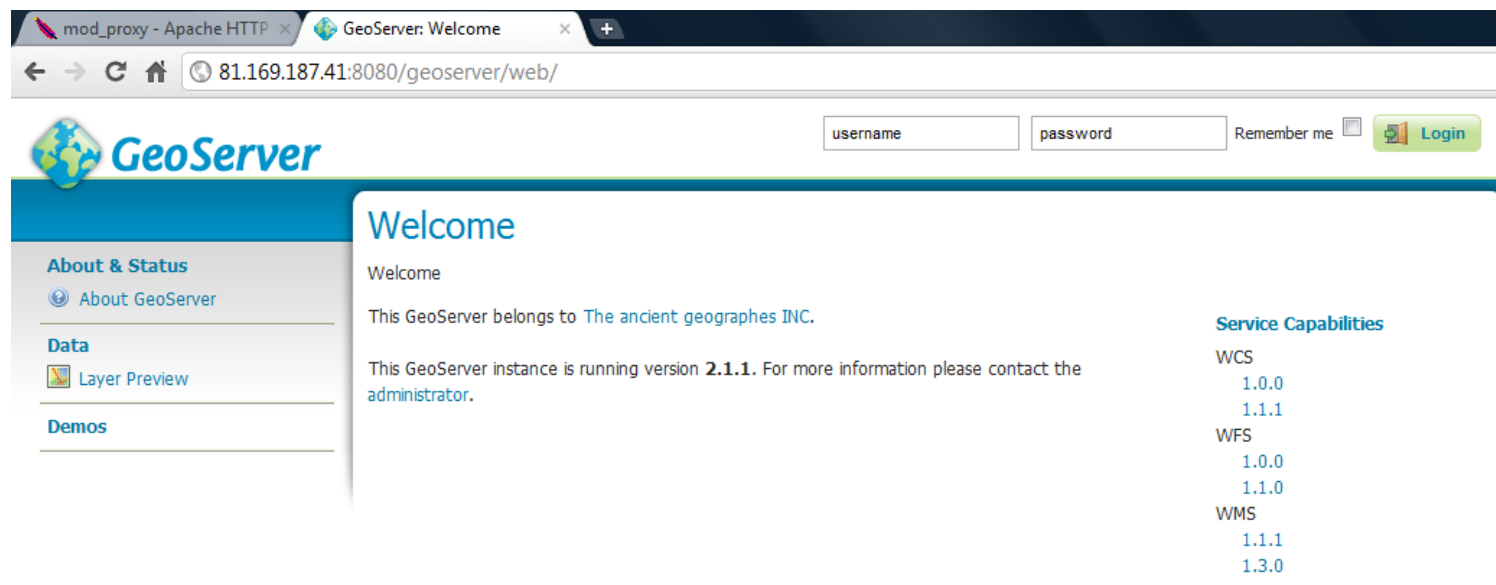 mod_proxy - Apache HTTP
GeoServer: Welcome
81.169.187.41:8080/geoserver/web/
GeoServer
username
password
Remember me
Login
Welcome
About & Status
About GeoServer
Data
Layer Preview
Demos
Welcome
This GeoServer belongs to The ancient geographes INC.
This GeoServer instance is running version 2.1.1. For more information please contact the
administrator.
Service Capabilities
WCS
1.0.0
1.1.1
WFS
1.0.0
1.1.0
WMS
1.1.1
1.3.0